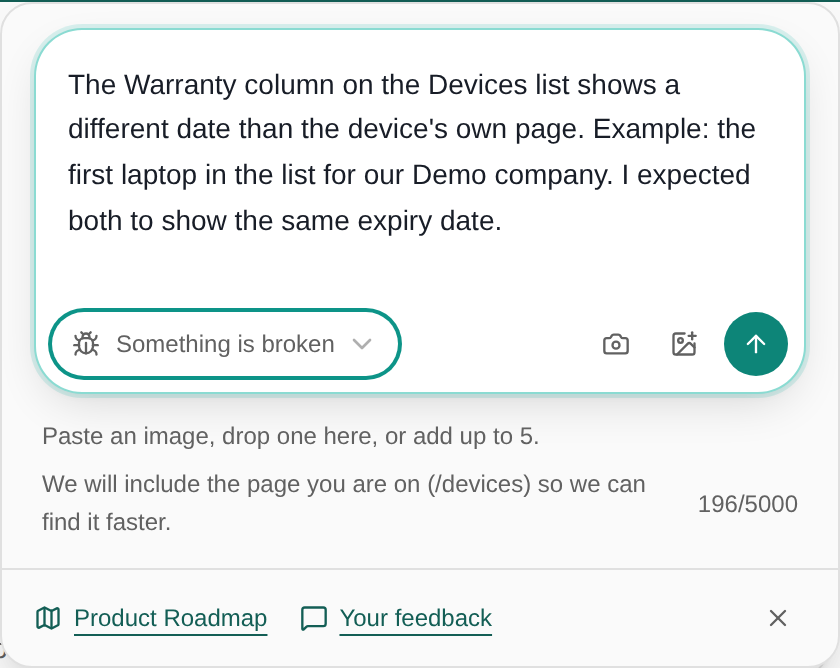 The Warranty column on the Devices list shows a
different date than the device's own page. Example: the
first laptop in the list for our Demo company. I expected
both to show the same expiry date.
Something is broken
Paste an image, drop one here, or add up to 5.
We will include the page you are on (/devices) so we can
find it faster.
196/5000
Product Roadmap
Your feedback